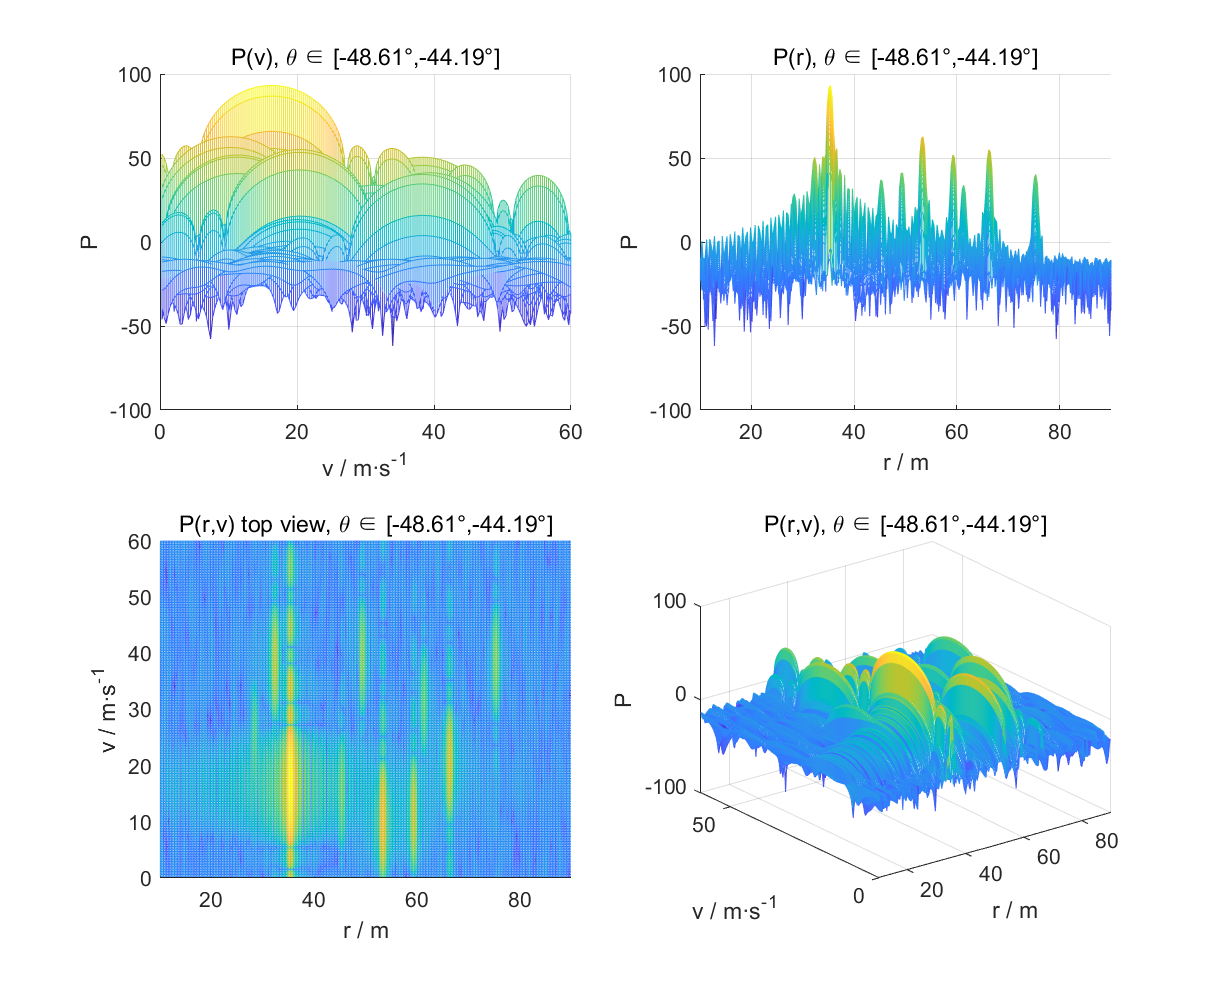 P(v), θ ∈ [-48.61°,-44.19°]
100
50
0
-50
-100
P
0 20 40 60
v / m·s⁻¹
P(r), θ ∈ [-48.61°,-44.19°]
100
50
0
-50
-100
P
20 40 60 80
r / m
P(r,v) top view, θ ∈ [-48.61°,-44.19°]
60
50
40
30
20
10
0
v / m·s⁻¹
20 40 60 80
r / m
P(r,v), θ ∈ [-48.61°,-44.19°]
100
0
-100
P
50
0
v / m·s⁻¹
20 40 60 80
r / m